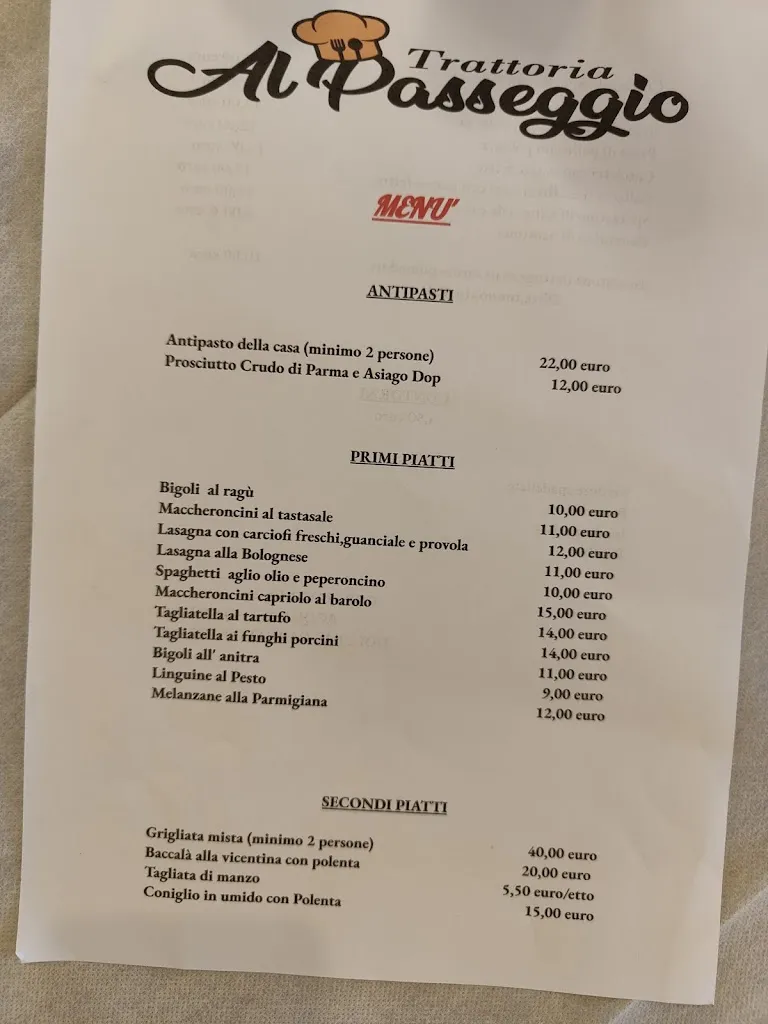 Trattoria
Al Passeggio
MENU'
ANTIPASTI
Antipasto della casa (minimo 2 persone) 22,00 euro
Prosciutto Crudo di Parma e Asiago Dop 12,00 euro
PRIMI PIATTI
Bigoli al ragù 10,00 euro
Maccheroncini al tastasale 11,00 euro
Lasagna con carciofi freschi,guanciale e provola 12,00 euro
Lasagna alla Bolognese 11,00 euro
Spaghetti aglio olio e peperoncino 10,00 euro
Maccheroncini capriolo al barolo 15,00 euro
Tagliatella al tartufo 14,00 euro
Tagliatella ai funghi porcini 14,00 euro
Bigoli all' anitra 11,00 euro
Linguine al Pesto 9,00 euro
Melanzane alla Parmigiana 12,00 euro
SECONDI PIATTI
Grigliata mista (minimo 2 persone) 40,00 euro
Baccalà alla vicentina con polenta 20,00 euro
Tagliata di manzo 5,50 euro/etto
Coniglio in umido con Polenta 15,00 euro